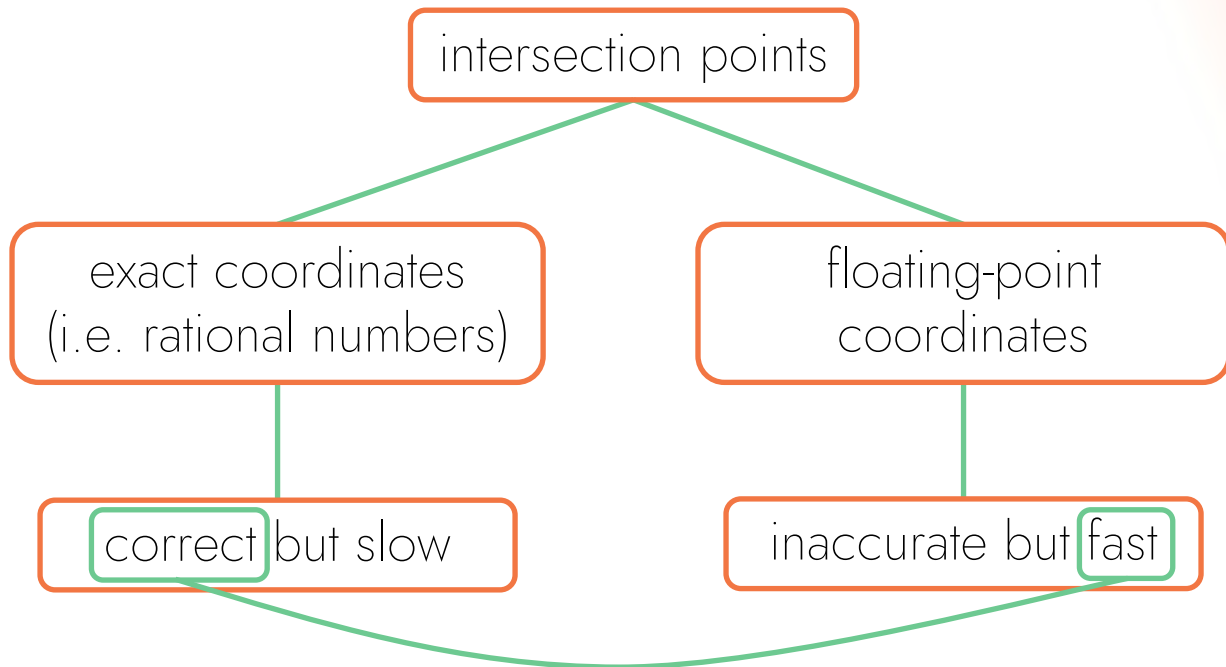 intersection points
exact coordinates
(i.e. rational numbers)
floating-point
coordinates
correct but slow
inaccurate but fast